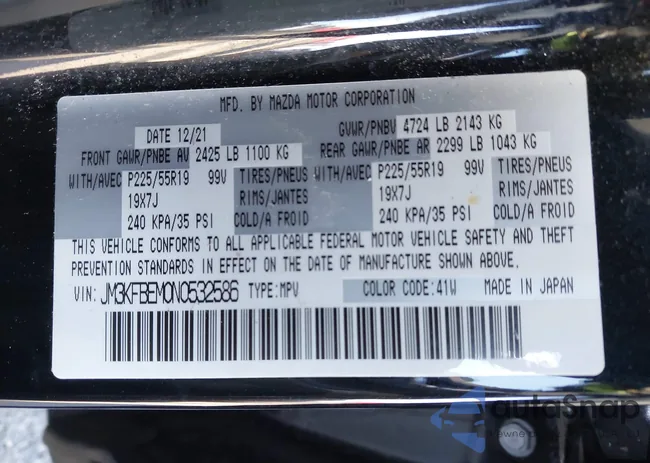 MFD. BY MAZDA MOTOR CORPORATION
DATE 12/21 GVWR/PNBV 4724 LB 2143 KG
FRONT GAWR/PNBE AV 2425 LB 1100 KG REAR GAWR/PNBE AR 2299 LB 1043 KG
WITH/AVEC P225/55R19 99V TIRES/PNEUS WITH/AVEC P225/55R19 99V TIRES/PNEUS
19X7J RIMS/JANTES 19X7J RIMS/JANTES
240 KPA/35 PSI COLD/A FROID 240 KPA/35 PSI COLD/A FROID
THIS VEHICLE CONFORMS TO ALL APPLICABLE FEDERAL MOTOR VEHICLE SAFETY AND THEFT
PREVENTION STANDARDS IN EFFECT ON THE DATE OF MANUFACTURE SHOWN ABOVE.
VIN: JM3KFBEM0N0532586 TYPE:MPV COLOR CODE:41W MADE IN JAPAN
autoSnap